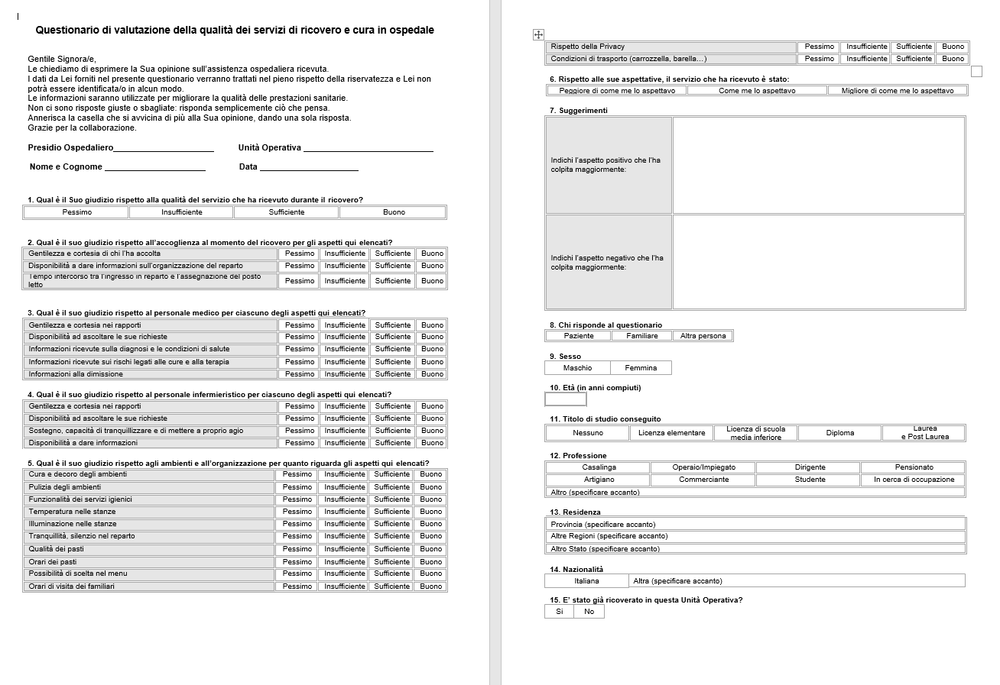 Questionario di valutazione della qualità dei servizi di ricovero e cura in ospedale
Gentile Signora/e,
Le chiediamo di esprimere la Sua opinione sull'assistenza ospedaliera ricevuta.
I dati da Lei forniti nel presente questionario verranno trattati nel pieno rispetto della riservatezza e Lei non
potrà essere identificata/o in alcun modo.
Le informazioni saranno utilizzate per migliorare la qualità delle prestazioni sanitarie.
Non ci sono risposte giuste o sbagliate: risponda semplicemente ciò che pensa.
Annerisca la casella che si avvicina di più alla Sua opinione, dando una sola risposta.
Grazie per la collaborazione.
Presidio Ospedaliero______________________ Unità Operativa ____________________________
Nome e Cognome ______________________ Data _____________________
1. Qual è il Suo giudizio rispetto alla qualità del servizio che ha ricevuto durante il ricovero?
Pessimo Insufficiente Sufficiente Buono
2. Qual è il suo giudizio rispetto all'accoglienza al momento del ricovero per gli aspetti qui elencati?
Gentilezza e cortesia di chi l'ha accolta Pessimo Insufficiente Sufficiente Buono
Disponibilità a dare informazioni sull'organizzazione del reparto Pessimo Insufficiente Sufficiente Buono
Tempo intercorso tra l'ingresso in reparto e l'assegnazione del posto
letto Pessimo Insufficiente Sufficiente Buono
3. Qual è il suo giudizio rispetto al personale medico per ciascuno degli aspetti qui elencati?
Gentilezza e cortesia nei rapporti Pessimo Insufficiente Sufficiente Buono
Disponibilità ad ascoltare le sue richieste Pessimo Insufficiente Sufficiente Buono
Informazioni ricevute sulla diagnosi e le condizioni di salute Pessimo Insufficiente Sufficiente Buono
Informazioni ricevute sui rischi legati alle cure e alla terapia Pessimo Insufficiente Sufficiente Buono
Informazioni alla dimissione Pessimo Insufficiente Sufficiente Buono
4. Qual è il suo giudizio rispetto al personale infermieristico per ciascuno degli aspetti qui elencati?
Gentilezza e cortesia nei rapporti Pessimo Insufficiente Sufficiente Buono
Disponibilità ad ascoltare le sue richieste Pessimo Insufficiente Sufficiente Buono
Sostegno, capacità di tranquillizzare e di mettere a proprio agio Pessimo Insufficiente Sufficiente Buono
Disponibilità a dare informazioni Pessimo Insufficiente Sufficiente Buono
5. Qual è il suo giudizio rispetto agli ambienti e all'organizzazione per quanto riguarda gli aspetti qui elencati?
Cura e decoro degli ambienti Pessimo Insufficiente Sufficiente Buono
Pulizia degli ambienti Pessimo Insufficiente Sufficiente Buono
Funzionalità dei servizi igienici Pessimo Insufficiente Sufficiente Buono
Temperatura nelle stanze Pessimo Insufficiente Sufficiente Buono
Illuminazione nelle stanze Pessimo Insufficiente Sufficiente Buono
Tranquillità, silenzio nel reparto Pessimo Insufficiente Sufficiente Buono
Qualità dei pasti Pessimo Insufficiente Sufficiente Buono
Orari dei pasti Pessimo Insufficiente Sufficiente Buono
Possibilità di scelta nel menu Pessimo Insufficiente Sufficiente Buono
Orari di visita dei familiari Pessimo Insufficiente Sufficiente Buono
Rispetto della Privacy Pessimo Insufficiente Sufficiente Buono
Condizioni di trasporto (carrozzella, barella…) Pessimo Insufficiente Sufficiente Buono
6. Rispetto alle sue aspettative, il servizio che ha ricevuto è stato:
Peggiore di come me lo aspettavo Come me lo aspettavo Migliore di come me lo aspettavo
7. Suggerimenti
Indichi l'aspetto positivo che l'ha
colpita maggiormente:
Indichi l'aspetto negativo che l'ha
colpita maggiormente:
8. Chi risponde al questionario
Paziente Familiare Altra persona
9. Sesso
Maschio Femmina
10. Età (in anni compiuti)
11. Titolo di studio conseguito
Nessuno Licenza elementare Licenza di scuola
media inferiore Diploma Laurea
e Post Laurea
12. Professione
Casalinga Operaio/Impiegato Dirigente Pensionato
Artigiano Commerciante Studente In cerca di occupazione
Altro (specificare accanto)
13. Residenza
Provincia (specificare accanto)
Altre Regioni (specificare accanto)
Altro Stato (specificare accanto)
14. Nazionalità
Italiana Altra (specificare accanto)
15. E' stato già ricoverato in questa Unità Operativa?
Si No